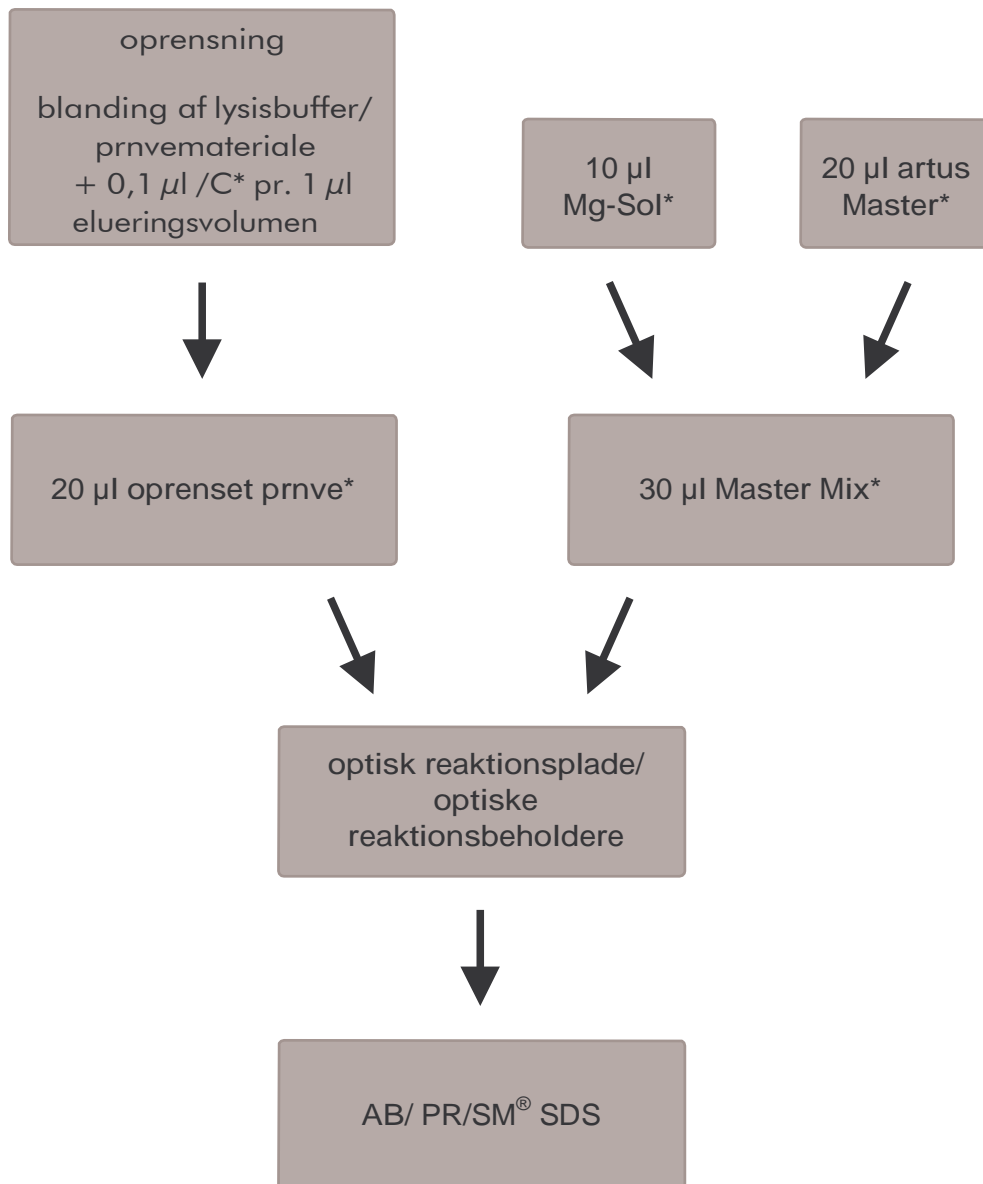 oprensning
blanding af lysisbuffer/
prnvemateriale
+ 0,1 µl /C* pr. 1 µl
elueringsvolumen
10 µl
Mg-Sol*
20 µl artus
Master*
20 µl oprenset prnve*
30 µl Master Mix*
optisk reaktionsplade/
optiske
reaktionsbeholdere
AB/ PR/SM® SDS